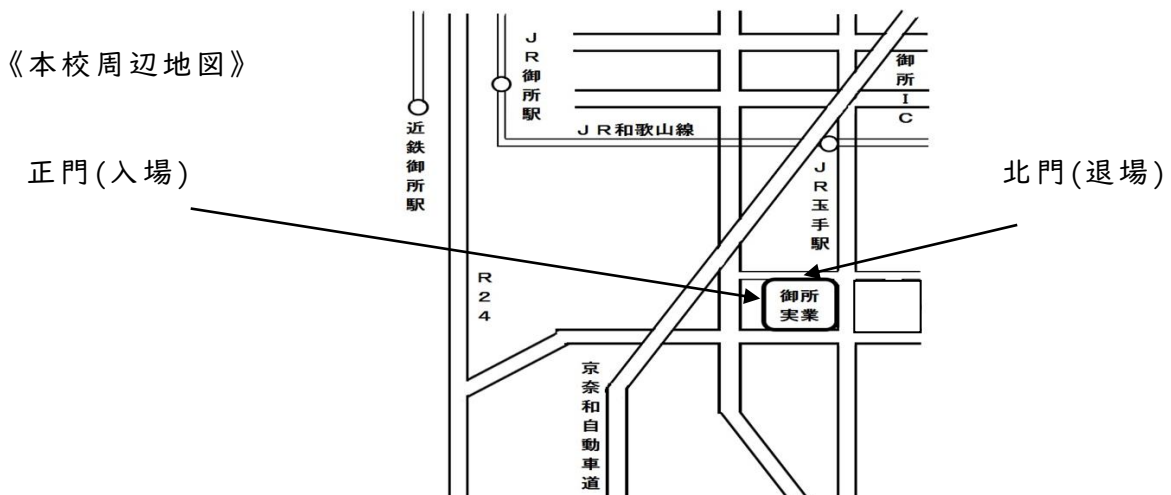 《本校周辺地図》
正門(入場)
北門(退場)
近鉄御所駅
JR御所駅
JR和歌山線
御所IC
JR玉手駅
R24
御所
実業
京奈和自動車道